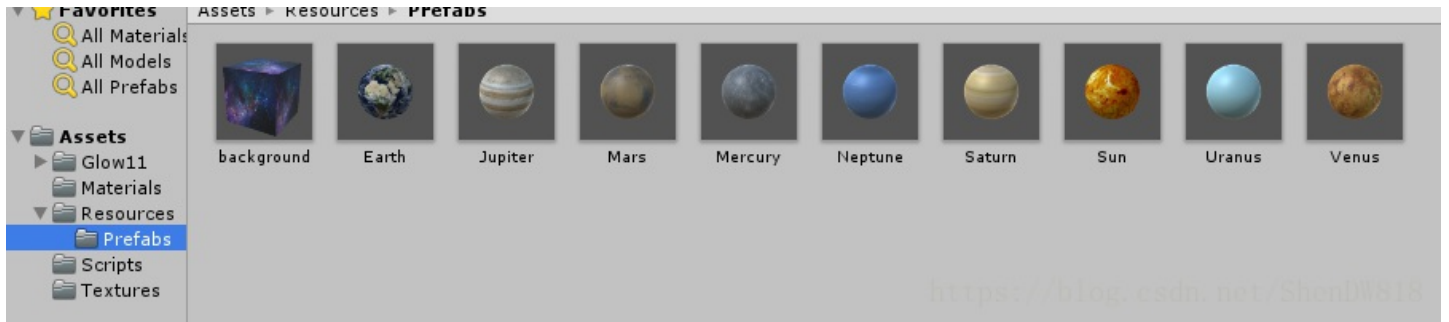 Favorites
Assets Resources Prefabs
All Materials
All Models
All Prefabs
Assets
Glow11
Materials
Resources
Prefabs
Scripts
Textures
background Earth Jupiter Mars Mercury Neptune Saturn Sun Uranus Venus
https://blog.csdn.net/ShenDW818